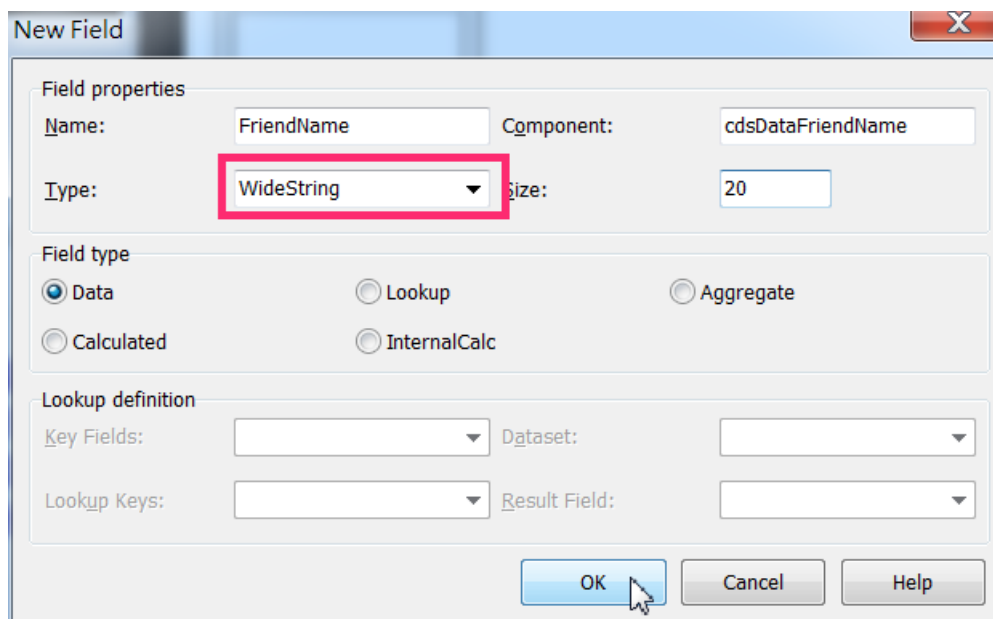 New Field
Field properties
Name: FriendName Component: cdsDataFriendName
Type: WideString Size: 20
Field type
Data Lookup Aggregate
Calculated InternalCalc
Lookup definition
Key Fields: Dataset:
Lookup Keys: Result Field:
OK Cancel Help